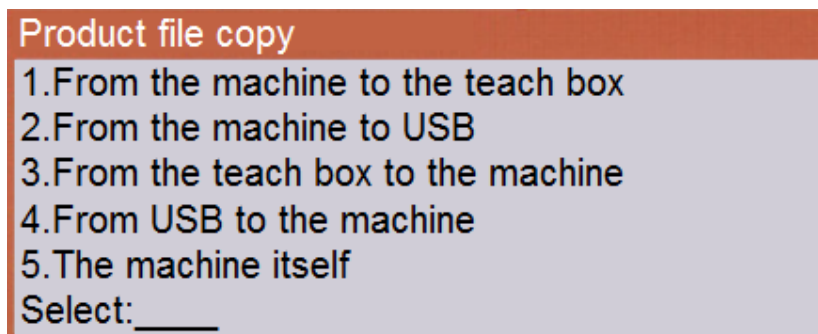 Product file copy
1.From the machine to the teach box
2.From the machine to USB
3.From the teach box to the machine
4.From USB to the machine
5.The machine itself
Select:____